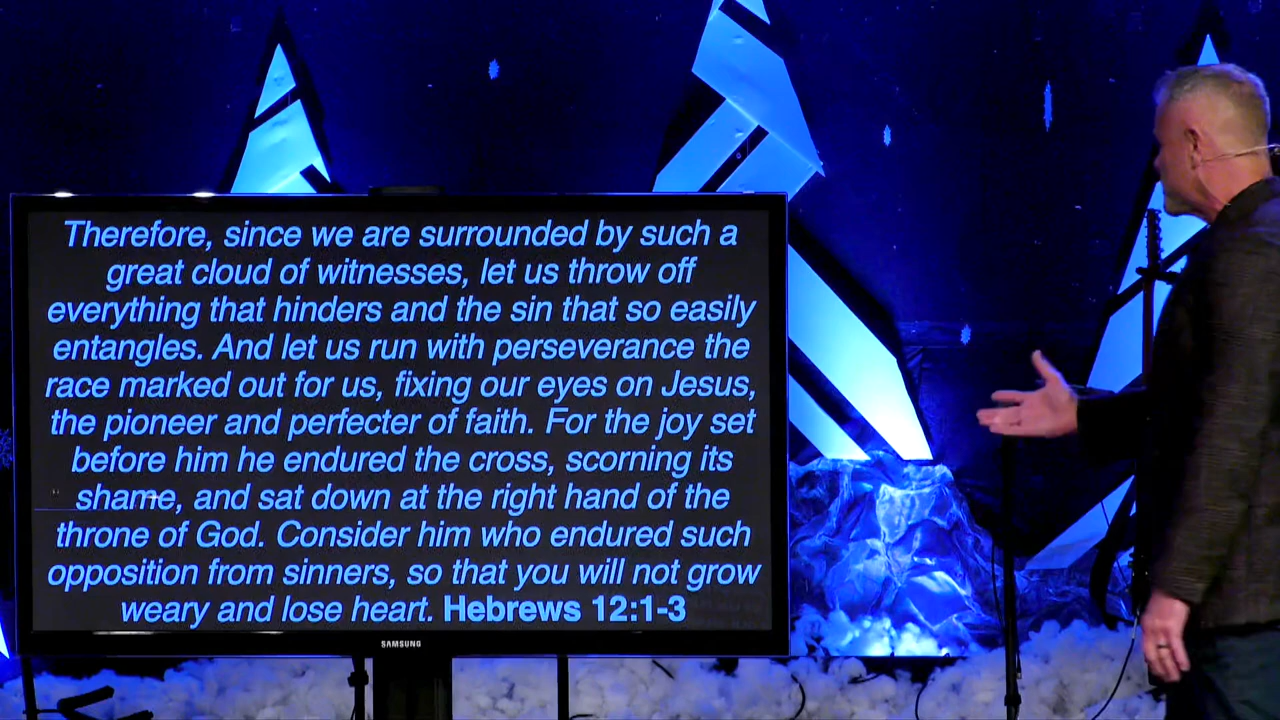 Therefore, since we are surrounded by such a
great cloud of witnesses, let us throw off
everything that hinders and the sin that so easily
entangles. And let us run with perseverance the
race marked out for us, fixing our eyes on Jesus,
the pioneer and perfecter of faith. For the joy set
before him he endured the cross, scorning its
shame, and sat down at the right hand of the
throne of God. Consider him who endured such
opposition from sinners, so that you will not grow
weary and lose heart. Hebrews 12:1-3
SAMSUNG